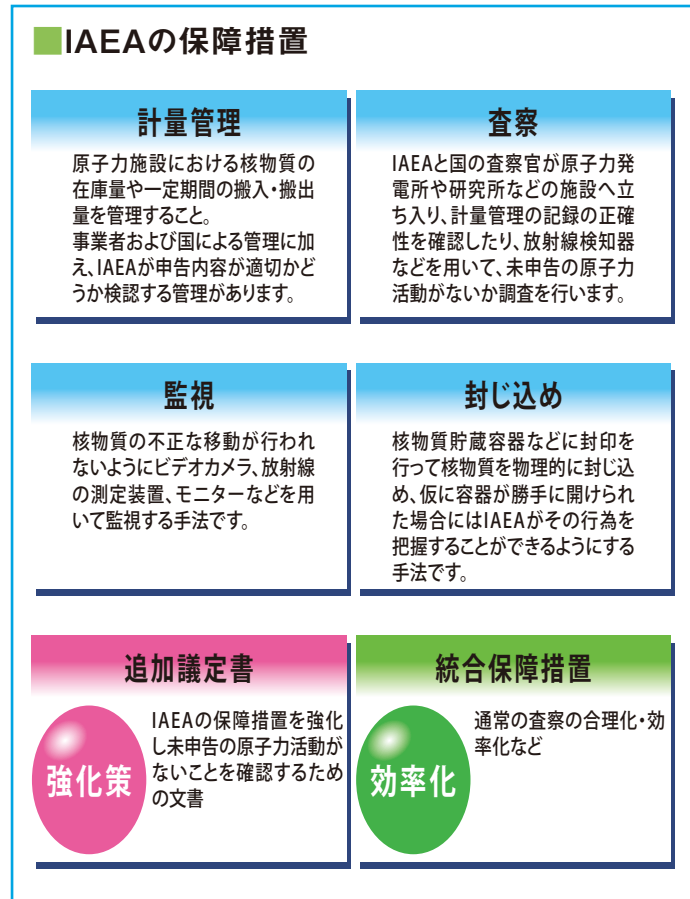 ■IAEAの保障措置
計量管理
原子力施設における核物質の
在庫量や一定期間の搬入・搬出
量を管理すること。
事業者および国による管理に加
え、IAEAが申告内容が適切かど
うか検認する管理があります。
査察
IAEAと国の査察官が原子力発
電所や研究所などの施設へ立
ち入り、計量管理の記録の正確
性を確認したり、放射線検知器
などを用いて、未申告の原子力
活動がないか調査を行います。
監視
核物質の不正な移動が行われ
ないようにビデオカメラ、放射線
の測定装置、モニターなどを用
いて監視する手法です。
封じ込め
核物質貯蔵容器などに封印を
行って核物質を物理的に封じ込
め、仮に容器が勝手に開けられ
た場合にはIAEAがその行為を
把握することができるようにする
手法です。
追加議定書
強化策
IAEAの保障措置を強化
し未申告の原子力活動が
ないことを確認するため
の文書
統合保障措置
効率化
通常の査察の合理化・効
率化など